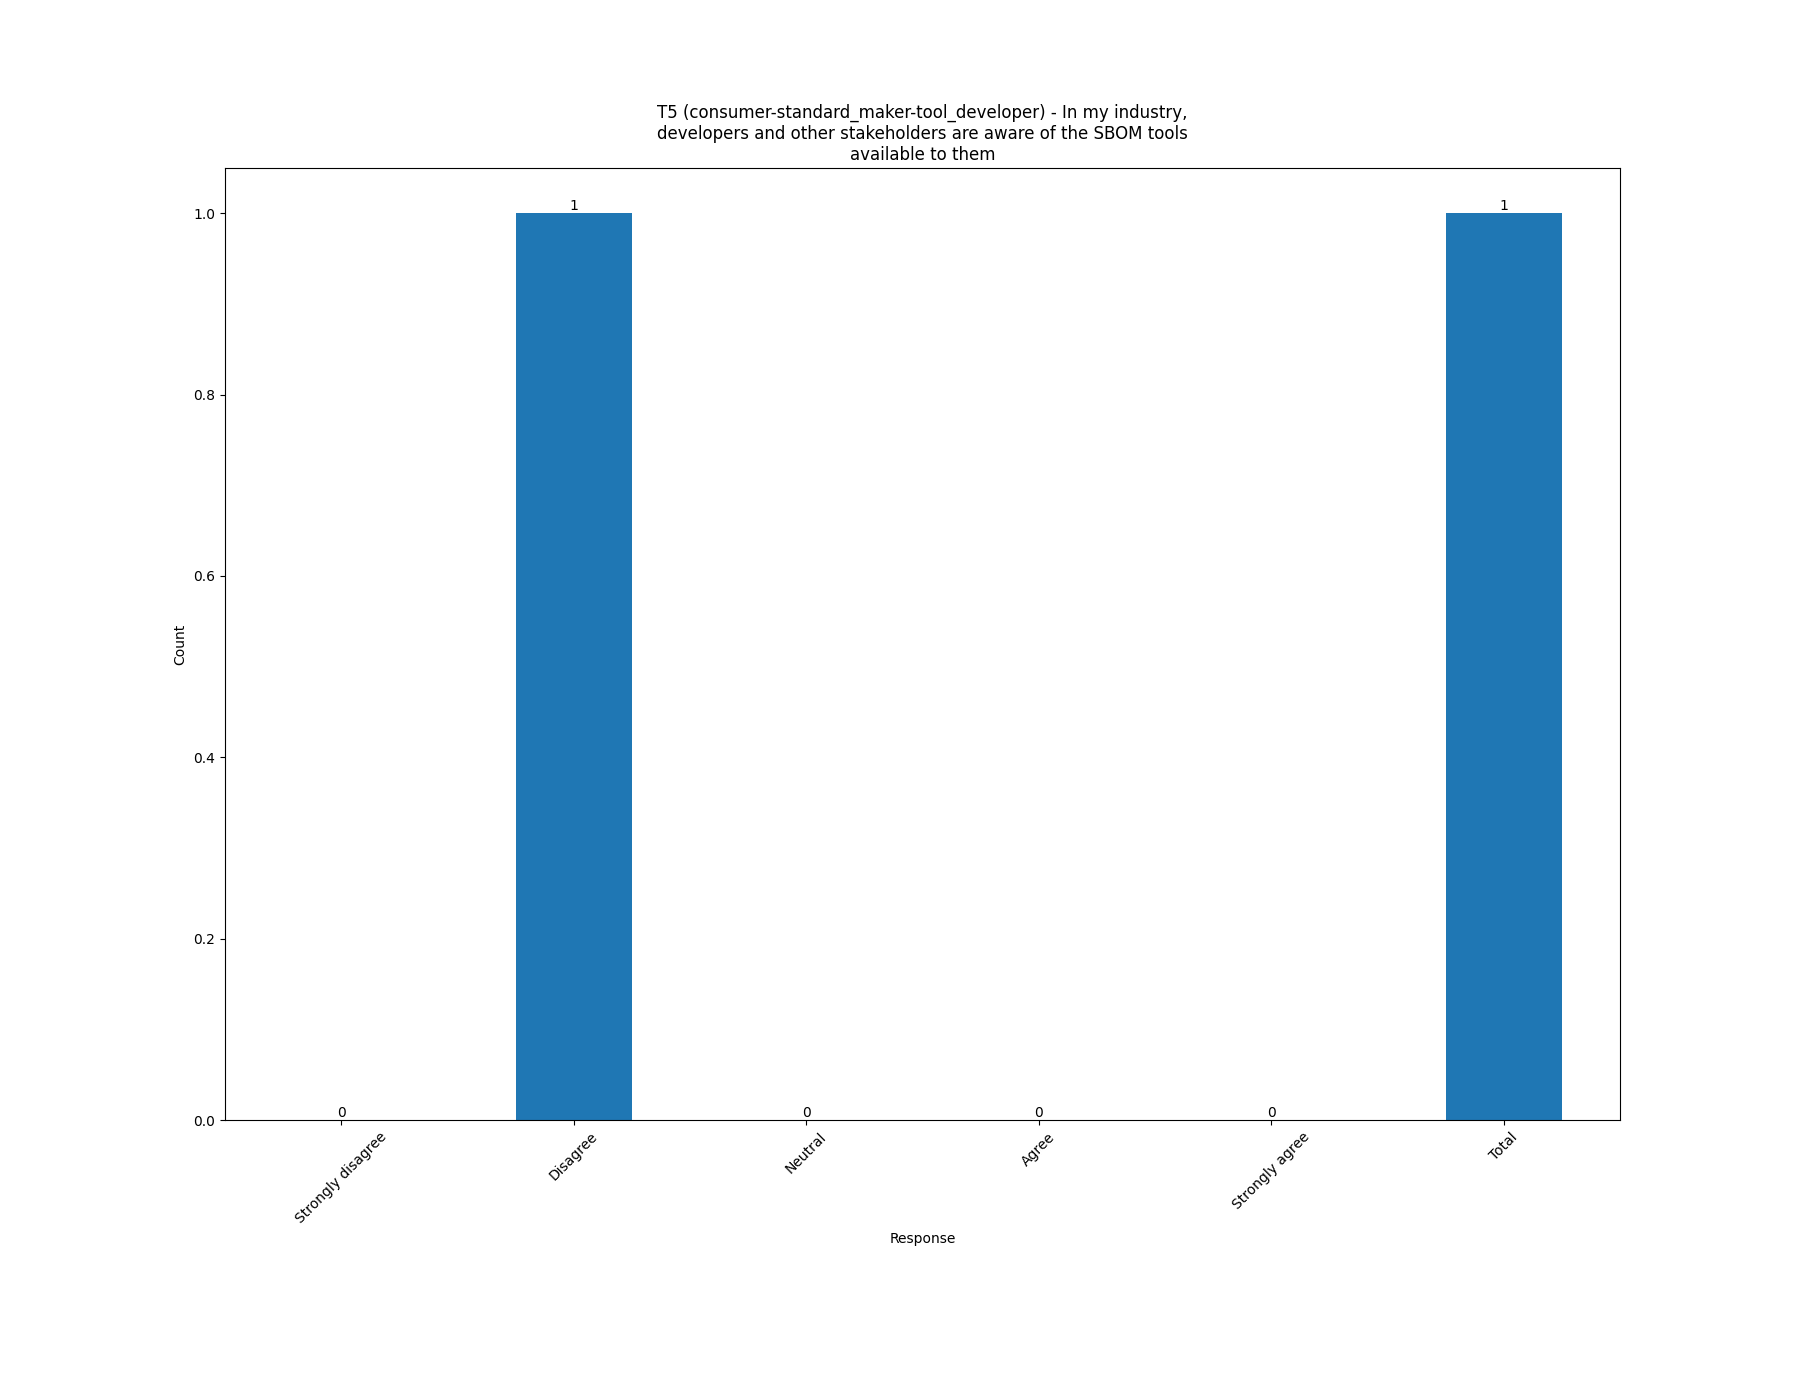 T5 (consumer-standard_maker-tool_developer) - In my industry,
developers and other stakeholders are aware of the SBOM tools
available to them
1.0
0.8
0.6
0.4
0.2
0.0
Count
0
1
0
0
0
1
Strongly disagree
Disagree
Neutral
Agree
Strongly agree
Total
Response